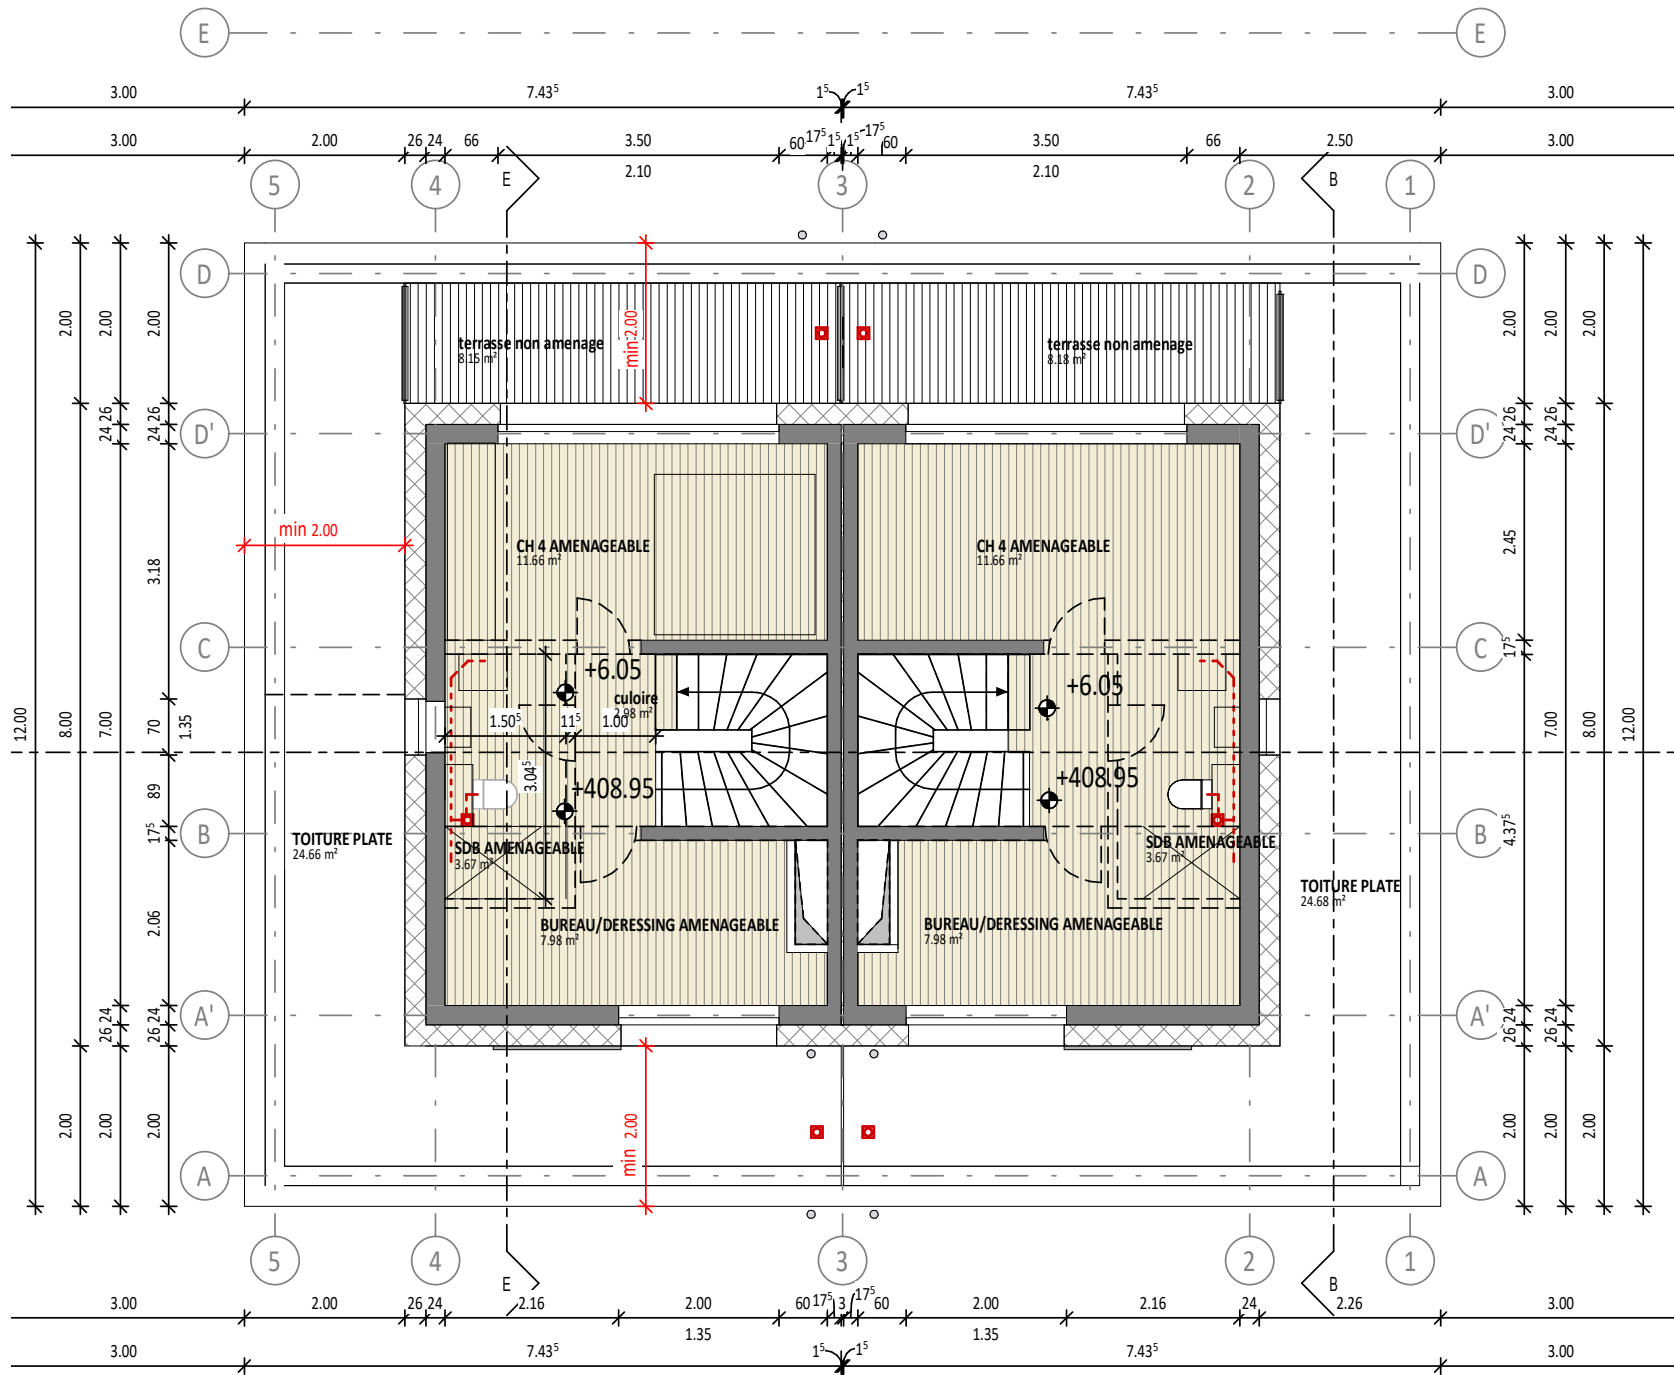 E E
3.00 7.43⁵ 1⁵ 1⁵ 7.43⁵ 3.00
3.00 2.00 26 24 66 3.50 60 17⁵ 1⁵ 1⁵ 17⁵ 60 3.50 66 2.50 3.00
2.10 2.10
5 4 E 3 2 B 1
D D
2.00 2.00 2.00 min 2.00 2.00 2.00 2.00
terrasse non amenage
8.15 m²
terrasse non amenage
8.18 m²
24 26 24 26 24 26 24 26
D' D'
min 2.00
CH 4 AMENAGEABLE
11.66 m²
CH 4 AMENAGEABLE
11.66 m²
3.18 2.45
C C
17⁵
+6.05
culoire
2.98 m²
+6.05
1.50⁵ 11⁵ 1.00
12.00 8.00 7.00 70 1.35 7.00 8.00 12.00
3.04⁵
+408.95
+408.95
89
17⁵
B B
4.37⁵
TOITURE PLATE
24.66 m²
SDB AMENAGEABLE
3.67 m²
SDB AMENAGEABLE
3.67 m²
TOITURE PLATE
24.68 m²
2.06
BUREAU/DERESSING AMENAGEABLE
7.98 m²
BUREAU/DERESSING AMENAGEABLE
7.98 m²
A' A'
26 24 26 24 26 24 26 24
2.00 2.00 2.00 min 2.00 2.00 2.00 2.00
A A
5 4 E 3 2 B 1
3.00 2.00 26 24 2.16 2.00 60 17⁵ 3 17⁵ 60 2.00 2.16 24 2.26 3.00
1.35 1.35
3.00 7.43⁵ 1⁵ 1⁵ 7.43⁵ 3.00